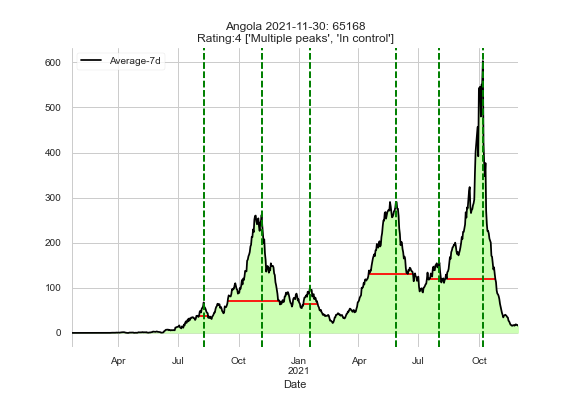 Angola 2021-11-30: 65168
Rating:4 ['Multiple peaks', 'In control']
Average-7d
600
500
400
300
200
100
0
Apr Jul Oct Jan Apr Jul Oct
2021
Date